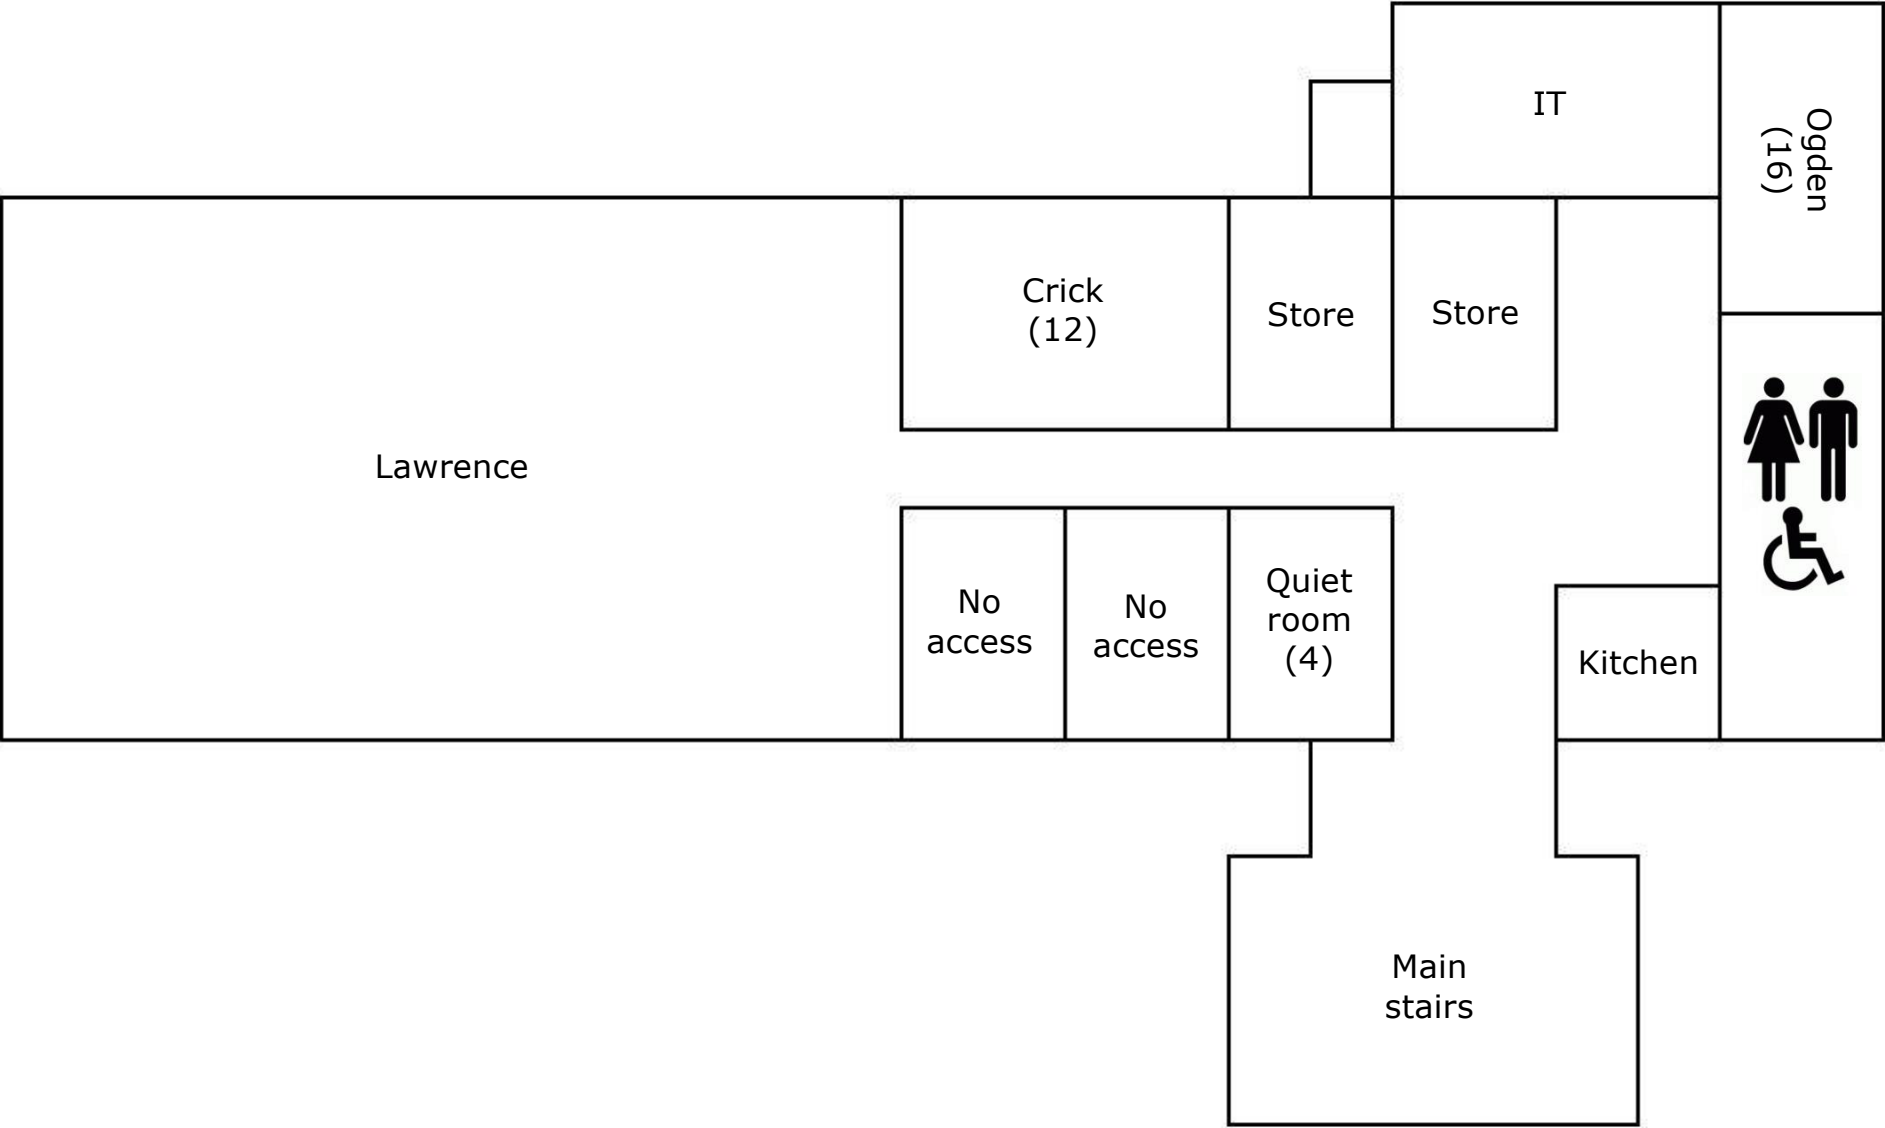 IT
Ogden
(16)
Crick
(12)
Store
Store
Lawrence
No
access
No
access
Quiet
room
(4)
Kitchen
Main
stairs